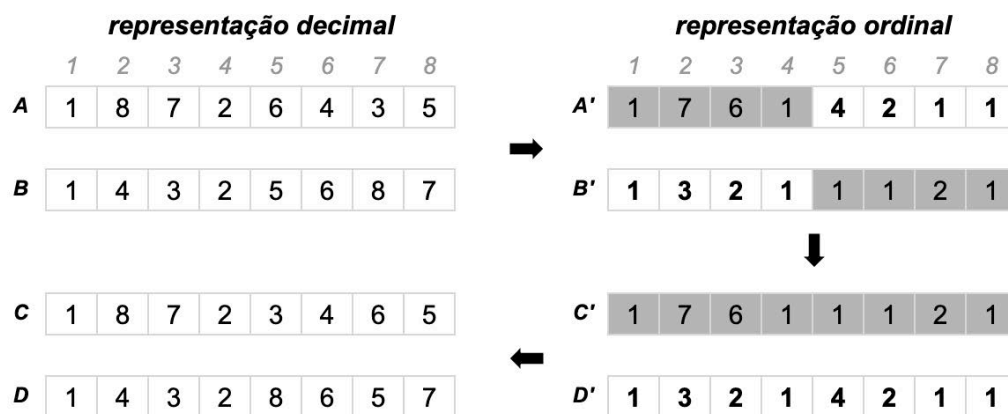 representação decimal representação ordinal
1 2 3 4 5 6 7 8 1 2 3 4 5 6 7 8
A 1 8 7 2 6 4 3 5 A' 1 7 6 1 4 2 1 1
B 1 4 3 2 5 6 8 7 B' 1 3 2 1 1 1 2 1
C 1 8 7 2 3 4 6 5 C' 1 7 6 1 1 1 2 1
D 1 4 3 2 8 6 5 7 D' 1 3 2 1 4 2 1 1